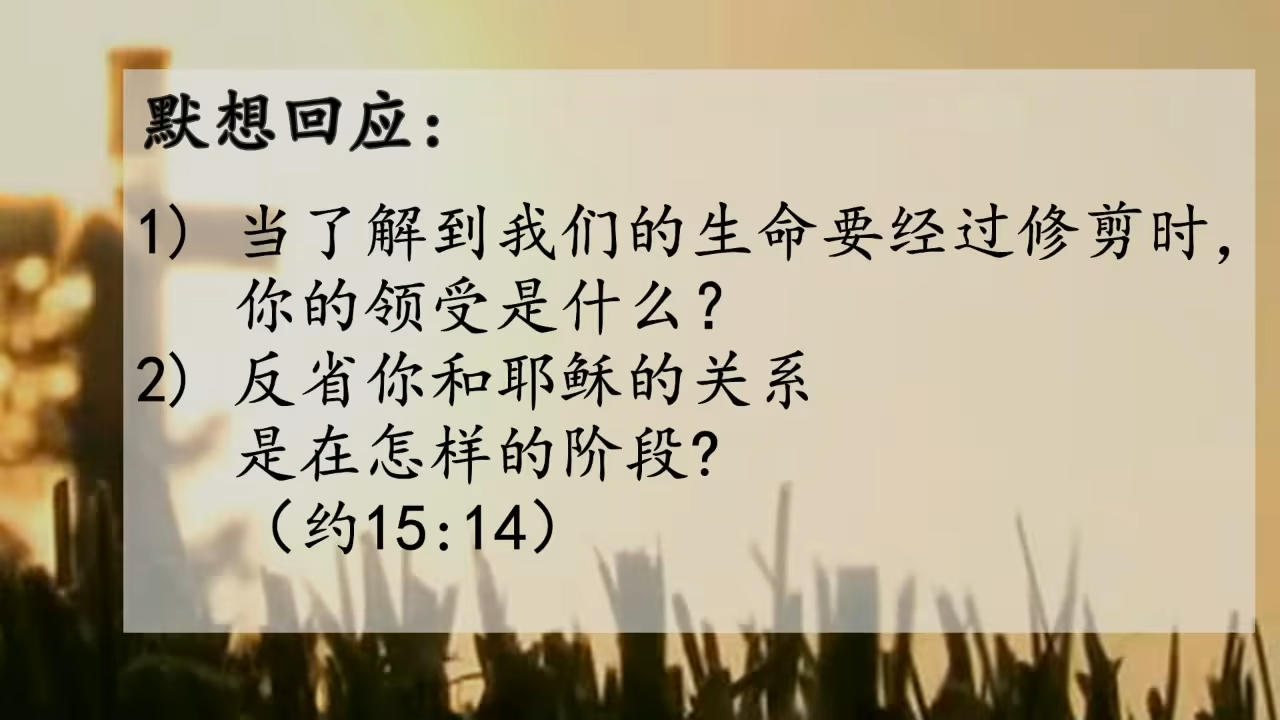 默想回应：
1) 当了解到我们的生命要经过修剪时，
你的领受是什么？
2) 反省你和耶稣的关系
是在怎样的阶段?
（约15:14）